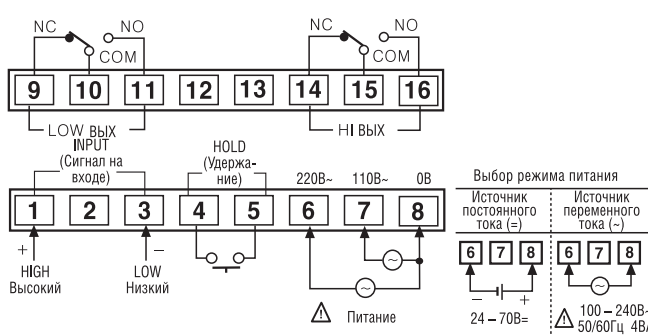 NC NO NC NO
COM COM
9 10 11 12 13 14 15 16
LOW ВЫХ HI ВЫХ
INPUT
(Сигнал на
входе)
HOLD
(Удержа-
ние)
220В~ 110В~ 0В
1 2 3 4 5 6 7 8
+ −
HIGH
Высокий
LOW
Низкий
~
~
⚠ Питание
Выбор режима питания
Источник
постоянного
тока (=)
6 7 8
− +
24 – 70В=
Источник
переменного
тока (~)
6 7 8
~
⚠ 100 – 240В~
50/60Гц 4ВА